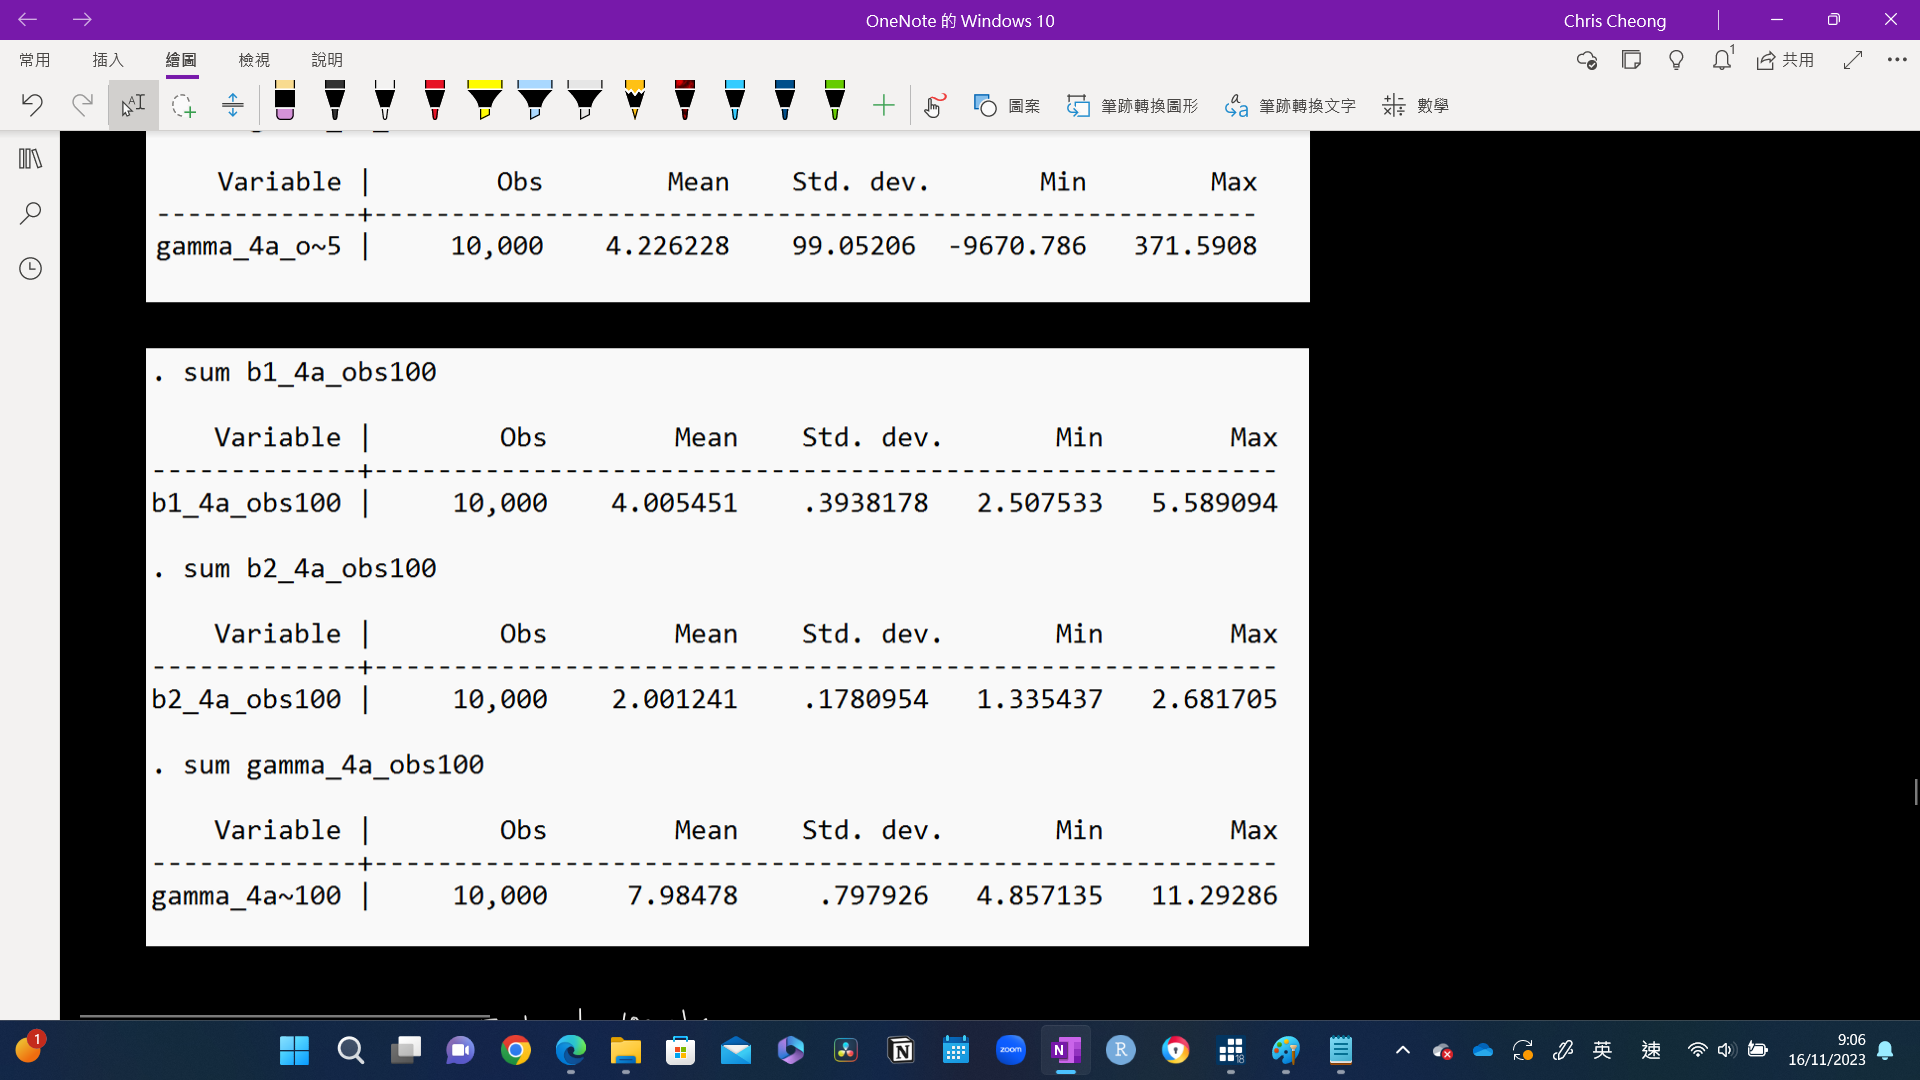 OneNote 的 Windows 10
Chris Cheong
常用 插入 繪圖 檢視 說明
1 共用
圖案 筆跡轉換圖形 筆跡轉換文字 數學
Variable | Obs Mean Std. dev. Min Max
-------------+---------------------------------------------------------
gamma_4a_o~5 | 10,000 4.226228 99.05206 -9670.786 371.5908
. sum b1_4a_obs100
Variable | Obs Mean Std. dev. Min Max
-------------+---------------------------------------------------------
b1_4a_obs100 | 10,000 4.005451 .3938178 2.507533 5.589094
. sum b2_4a_obs100
Variable | Obs Mean Std. dev. Min Max
-------------+---------------------------------------------------------
b2_4a_obs100 | 10,000 2.001241 .1780954 1.335437 2.681705
. sum gamma_4a_obs100
Variable | Obs Mean Std. dev. Min Max
-------------+---------------------------------------------------------
gamma_4a~100 | 10,000 7.98478 .797926 4.857135 11.29286
1 zoom N R 18 英 速 9:06
16/11/2023